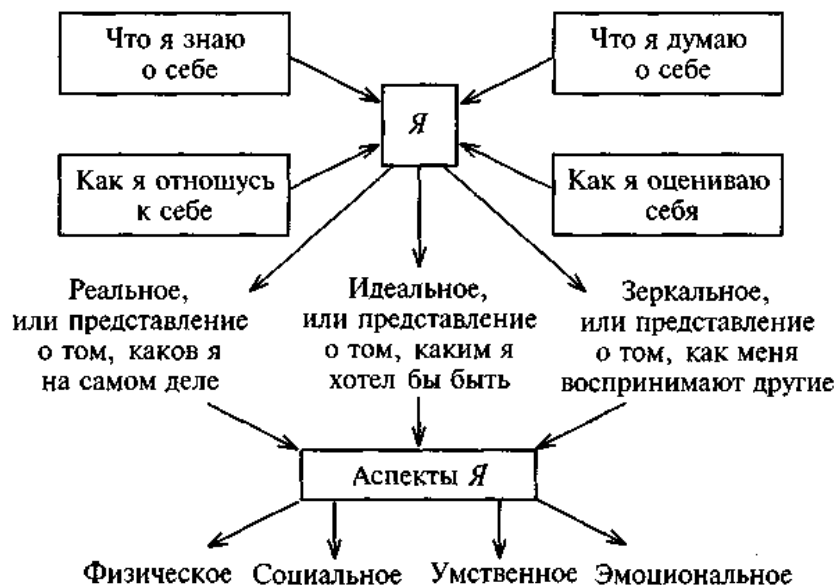 Что я знаю
о себе
Что я думаю
о себе
Я
Как я отношусь
к себе
Как я оцениваю
себя
Реальное,
или представление
о том, каков я
на самом деле
Идеальное,
или представление
о том, каким я
хотел бы быть
Зеркальное,
или представление
о том, как меня
воспринимают другие
Аспекты Я
Физическое Социальное Умственное Эмоциональное